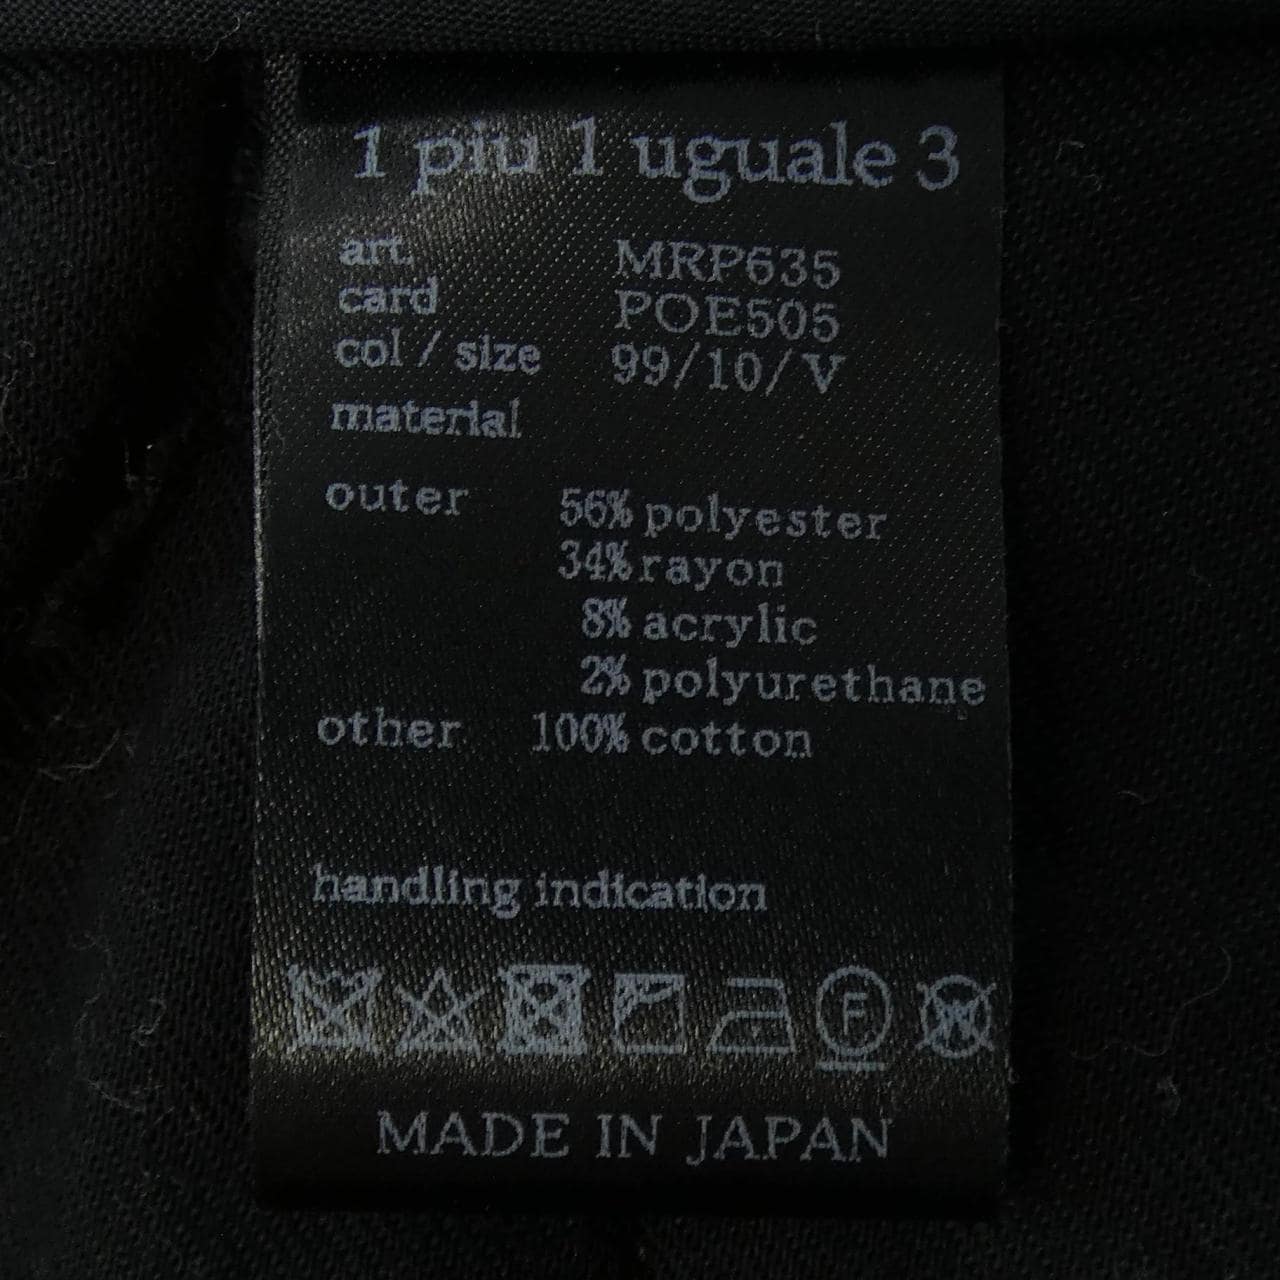 1 piu 1 uguale 3
art. MRP635
card POE505
col / size 99/10/V
material
outer 56% polyester
34% rayon
8% acrylic
2% polyurethane
other 100% cotton
handling indication
F W
MADE IN JAPAN